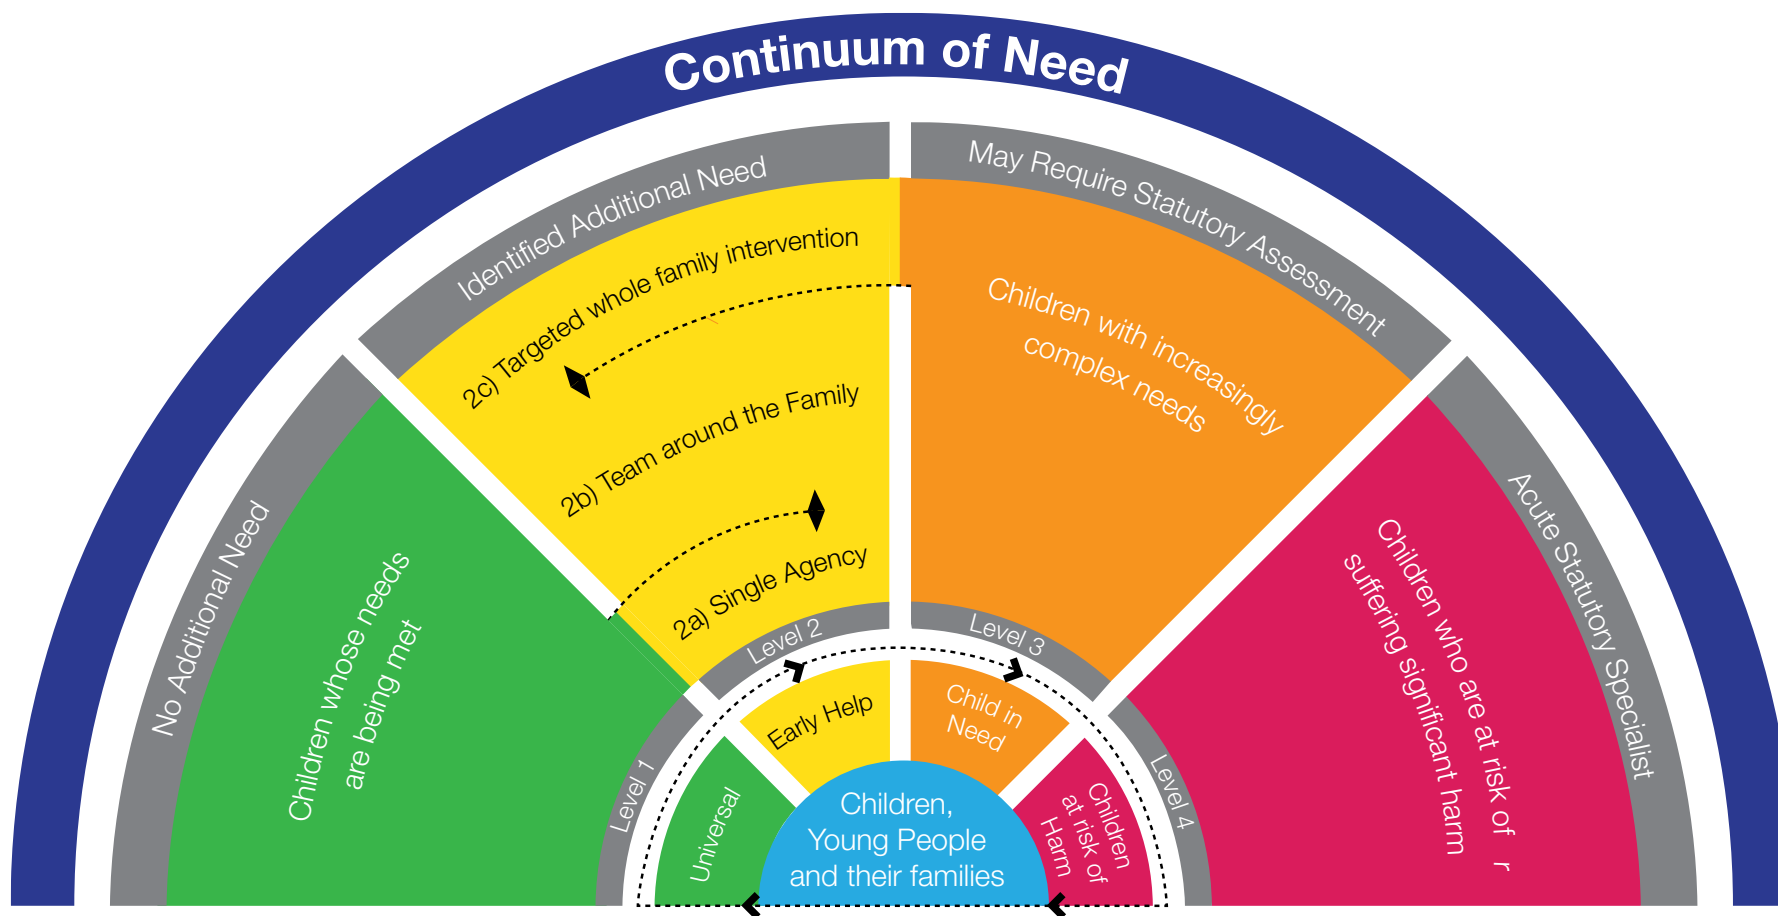 Continuum of Need
No Additional Need
Identified Additional Need
May Require Statutory Assessment
Acute Statutory Specialist
Children whose needs
are being met
2c) Targeted whole family intervention
2b) Team around the Family
2a) Single Agency
Children with increasingly
complex needs
Children who are at risk of r
suffering significant harm
Level 1
Level 2
Level 3
Level 4
Universal
Early Help
Child in
Need
Children
at risk of
Harm
Children,
Young People
and their families